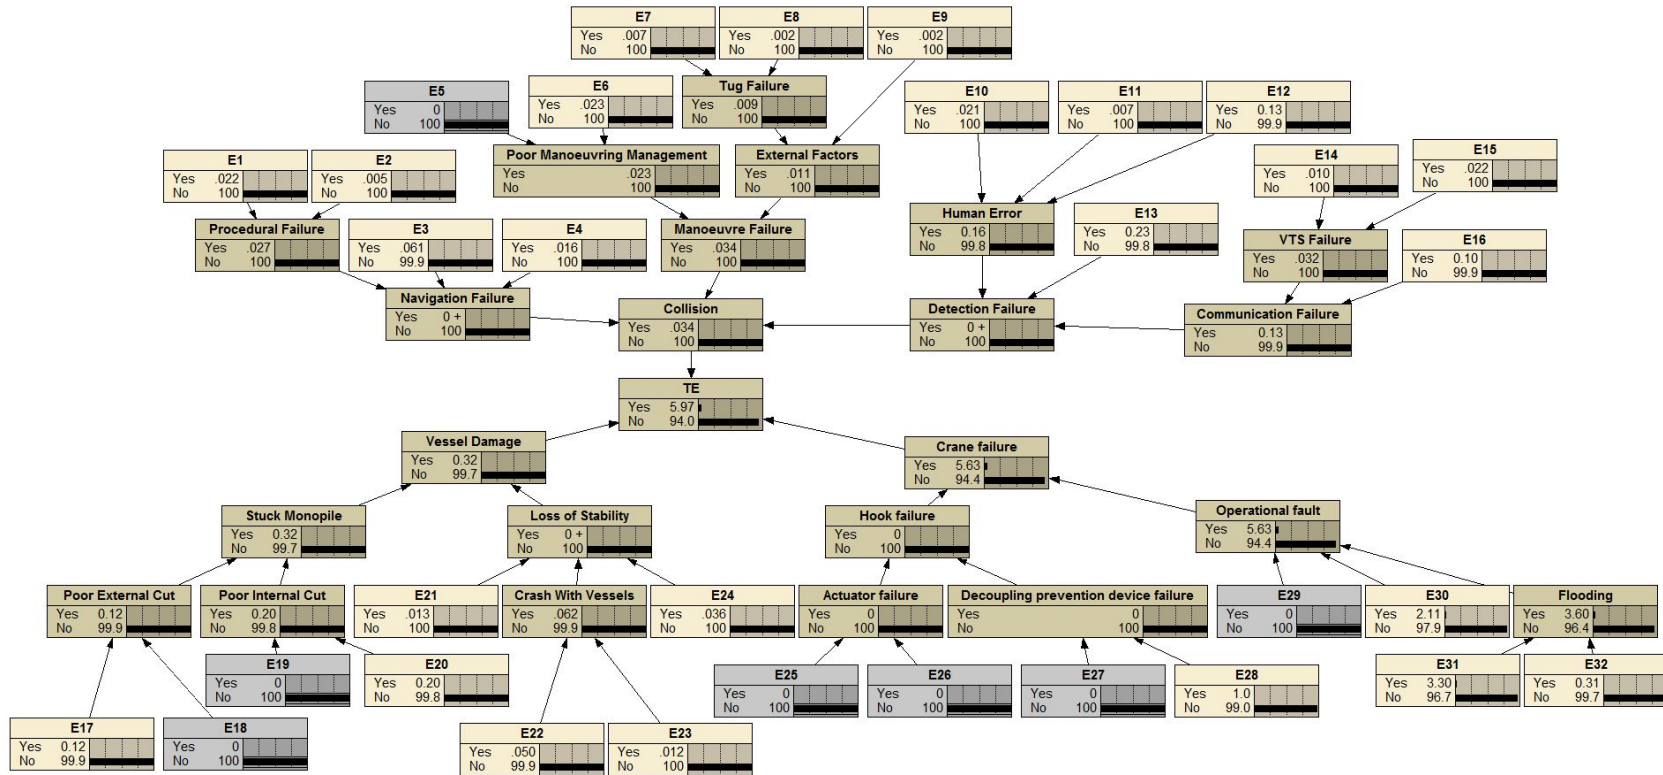 E7
Yes .007
No 100
E8
Yes .002
No 100
E9
Yes .002
No 100
E5
Yes 0
No 100
E6
Yes .023
No 100
Tug Failure
Yes .009
No 100
E10
Yes .021
No 100
E11
Yes .007
No 100
E12
Yes 0.13
No 99.9
E1
Yes .022
No 100
E2
Yes .005
No 100
Poor Manoeuvring Management
Yes .023
No 100
External Factors
Yes .011
No 100
E14
Yes .010
No 100
E15
Yes .022
No 100
Procedural Failure
Yes .027
No 100
E3
Yes .061
No 99.9
E4
Yes .016
No 100
Manoeuvre Failure
Yes .034
No 100
Human Error
Yes 0.16
No 99.8
E13
Yes 0.23
No 99.8
VTS Failure
Yes .032
No 100
E16
Yes 0.10
No 99.9
Navigation Failure
Yes 0 +
No 100
Collision
Yes .034
No 100
Detection Failure
Yes 0 +
No 100
Communication Failure
Yes 0.13
No 99.9
TE
Yes 5.97
No 94.0
Vessel Damage
Yes 0.32
No 99.7
Crane failure
Yes 5.63
No 94.4
Stuck Monopile
Yes 0.32
No 99.7
Loss of Stability
Yes 0 +
No 100
Hook failure
Yes 0
No 100
Operational fault
Yes 5.63
No 94.4
Poor External Cut
Yes 0.12
No 99.9
Poor Internal Cut
Yes 0.20
No 99.8
E21
Yes .013
No 100
Crash With Vessels
Yes .062
No 99.9
E24
Yes .036
No 100
Actuator failure
Yes 0
No 100
Decoupling prevention device failure
Yes 0
No 100
E29
Yes 0
No 100
E30
Yes 2.11
No 97.9
Flooding
Yes 3.60
No 96.4
E19
Yes 0
No 100
E20
Yes 0.20
No 99.8
E25
Yes 0
No 100
E26
Yes 0
No 100
E27
Yes 0
No 100
E28
Yes 1.0
No 99.0
E31
Yes 3.30
No 96.7
E32
Yes 0.31
No 99.7
E17
Yes 0.12
No 99.9
E18
Yes 0
No 100
E22
Yes .050
No 99.9
E23
Yes .012
No 100